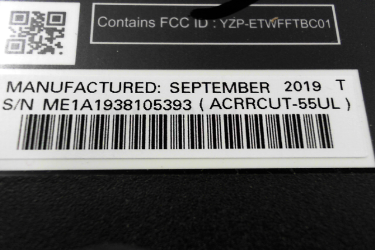 Contains FCC ID : YZP-ETWFFTBC01
MANUFACTURED: SEPTEMBER 2019 T
S/N ME1A1938105393 ( ACRRCUT-55UL )